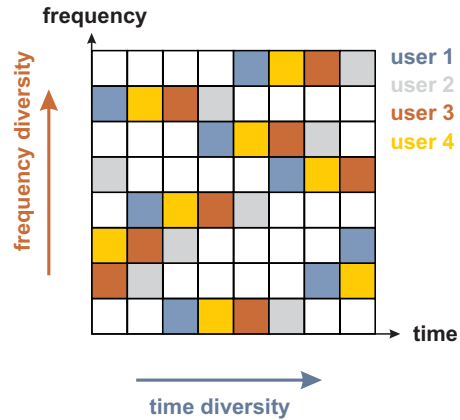 frequency
user 1
user 2
user 3
user 4
frequency diversity
time
time diversity